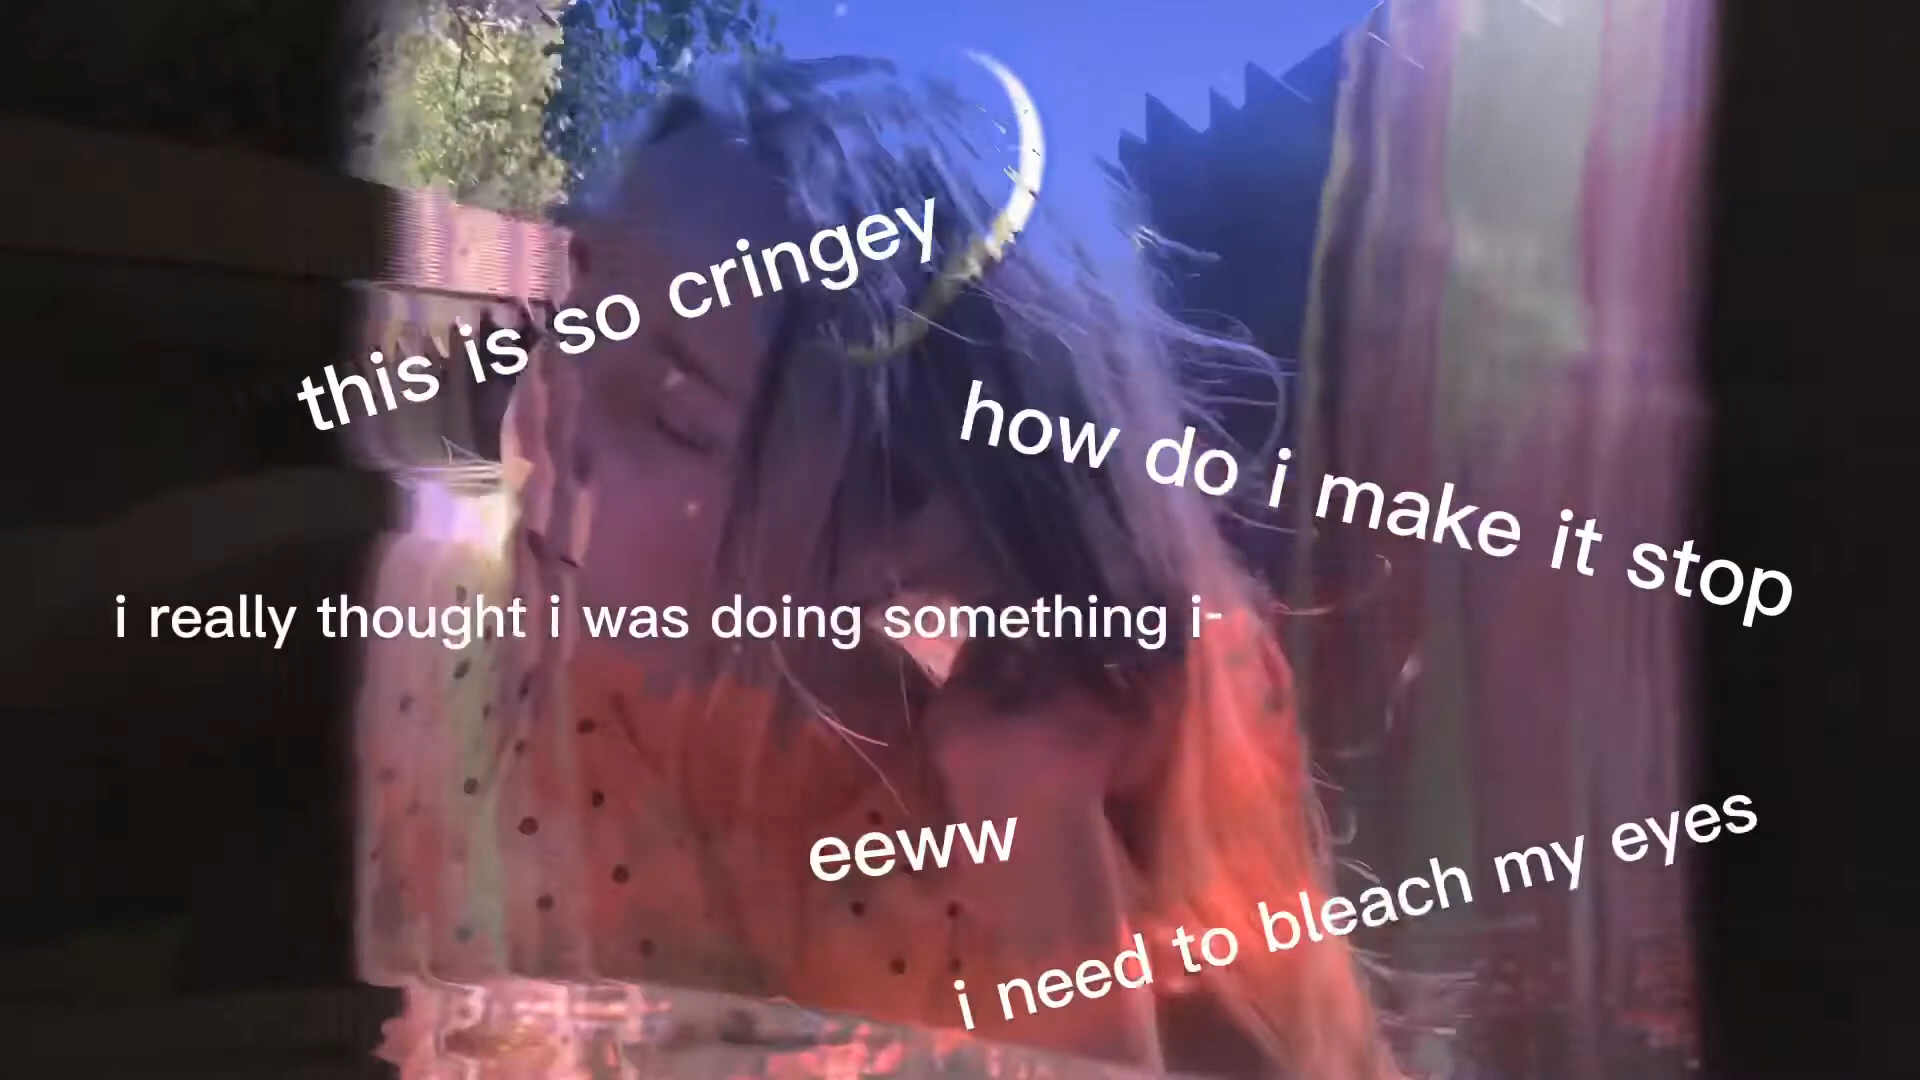 this is so cringey
how do i make it stop
i really thought i was doing something i-
eeww
i need to bleach my eyes